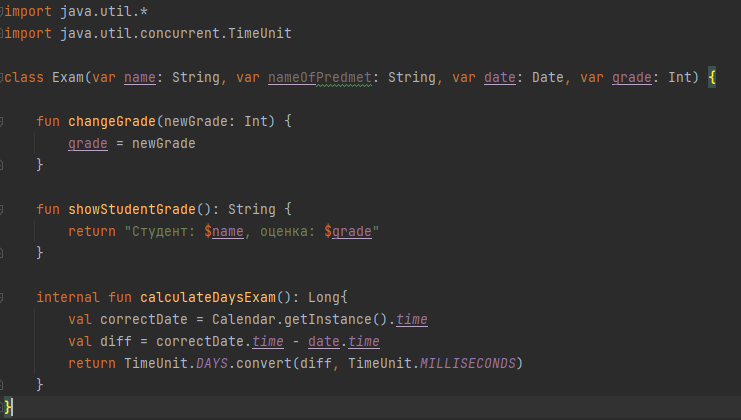 import java.util.*
import java.util.concurrent.TimeUnit
class Exam(var name: String, var nameOfPredmet: String, var date: Date, var grade: Int) {
fun changeGrade(newGrade: Int) {
grade = newGrade
}
fun showStudentGrade(): String {
return "Студент: $name, оценка: $grade"
}
internal fun calculateDaysExam(): Long{
val correctDate = Calendar.getInstance().time
val diff = correctDate.time - date.time
return TimeUnit.DAYS.convert(diff, TimeUnit.MILLISECONDS)
}
}